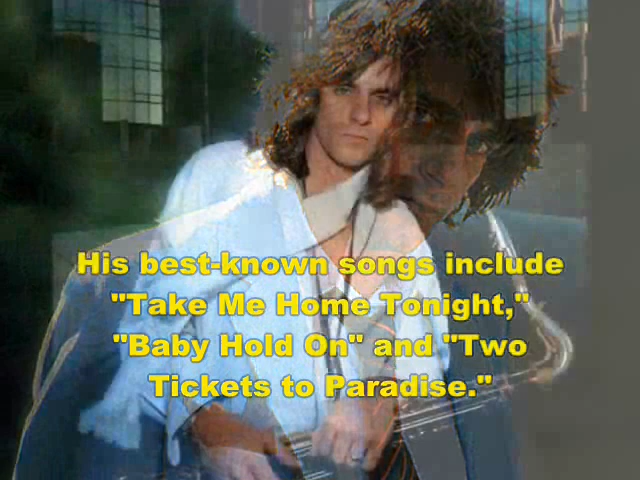 His best-known songs include
"Take Me Home Tonight,"
"Baby Hold On" and "Two
Tickets to Paradise."